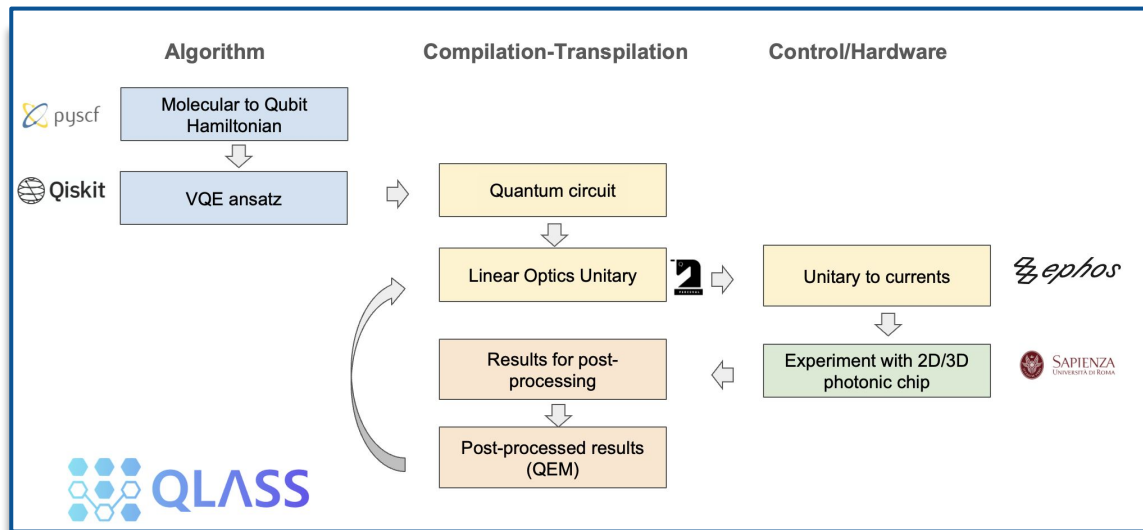 Algorithm
Compilation-Transpilation
Control/Hardware
pyscf
Molecular to Qubit
Hamiltonian
Qiskit
VQE ansatz
Quantum circuit
Linear Optics Unitary
Unitary to currents
ephos
Results for post-
processing
Experiment with 2D/3D
photonic chip
SAPIENZA
UNIVERSITÀ DI ROMA
Post-processed results
(QEM)
QLASS